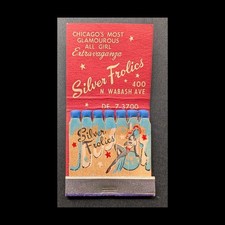 CHICAGO'S MOST
GLAMOUROUS
ALL-GIRL
Extravaganza
Silver Frolics
400
N. WABASH AVE
DE. 7-3700
Silver
Frolics